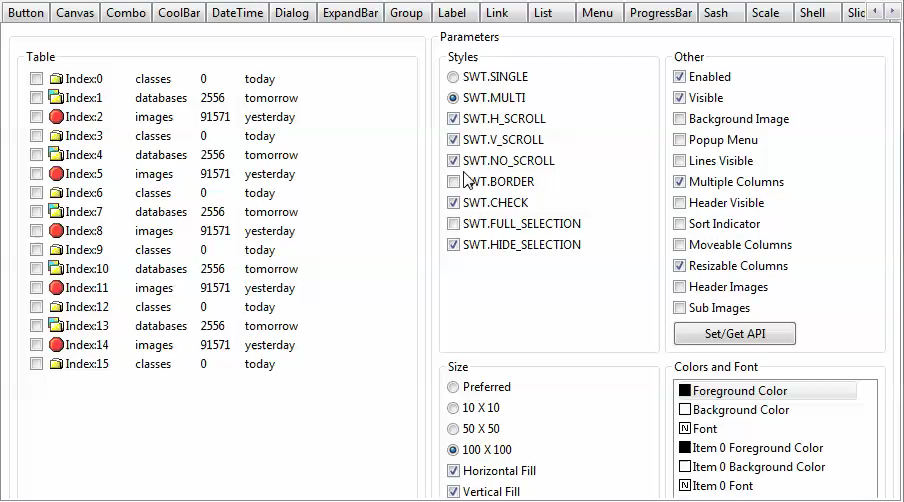 Button Canvas Combo CoolBar DateTime Dialog ExpandBar Group Label Link List Menu ProgressBar Sash Scale Shell
Table
Index:0 classes 0 today
Index:1 databases 2556 tomorrow
Index:2 images 91571 yesterday
Index:3 classes 0 today
Index:4 databases 2556 tomorrow
Index:5 images 91571 yesterday
Index:6 classes 0 today
Index:7 databases 2556 tomorrow
Index:8 images 91571 yesterday
Index:9 classes 0 today
Index:10 databases 2556 tomorrow
Index:11 images 91571 yesterday
Index:12 classes 0 today
Index:13 databases 2556 tomorrow
Index:14 images 91571 yesterday
Index:15 classes 0 today
Parameters
Styles
SWT.SINGLE
SWT.MULTI
SWT.H_SCROLL
SWT.V_SCROLL
SWT.NO_SCROLL
SWT.BORDER
SWT.CHECK
SWT.FULL_SELECTION
SWT.HIDE_SELECTION
Other
Enabled
Visible
Background Image
Popup Menu
Lines Visible
Multiple Columns
Header Visible
Sort Indicator
Moveable Columns
Resizable Columns
Header Images
Sub Images
Set/Get API
Size
Preferred
10 X 10
50 X 50
100 X 100
Horizontal Fill
Vertical Fill
Colors and Font
Foreground Color
Background Color
N Font
Item 0 Foreground Color
Item 0 Background Color
N Item 0 Font